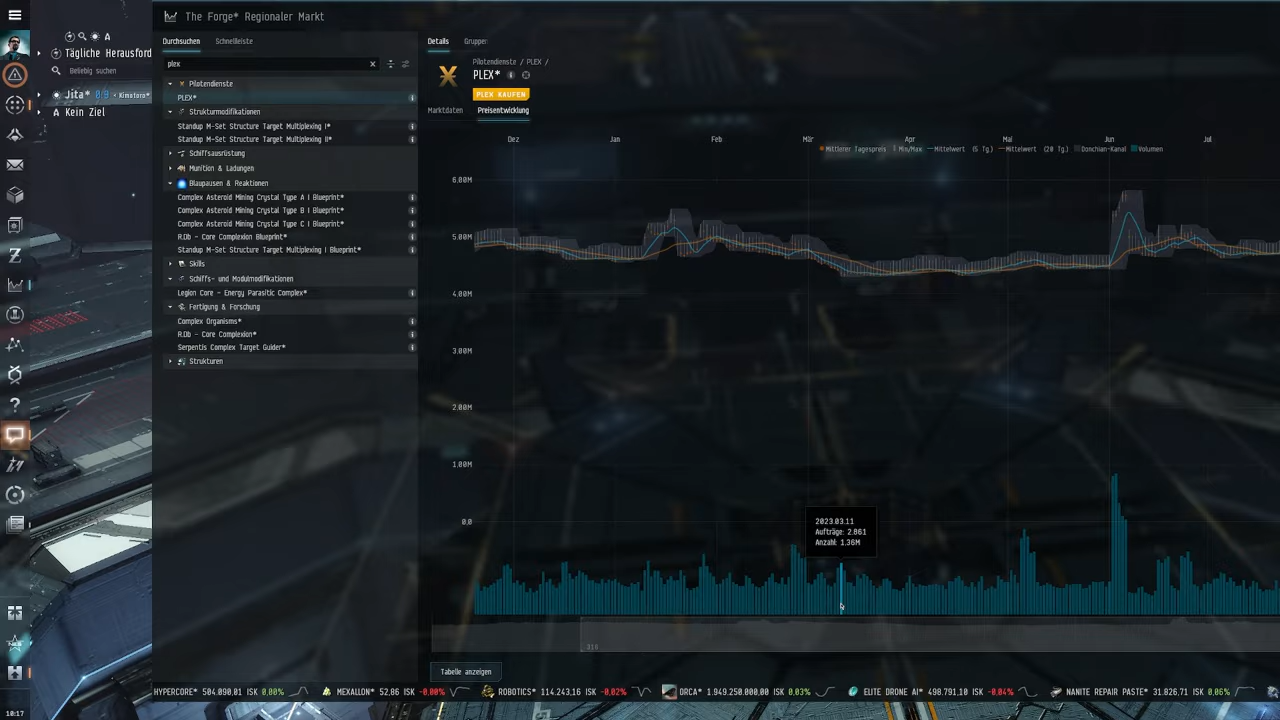 The Forge* Regionaler Markt
A
Tägliche Herausford
Beliebig suchen
Jita* 0.9 < Kimotoro*
A Kein Ziel
Durchsuchen Schnelleiste
plex
Pilotendienste
PLEX*
Strukturmodifikationen
Standup M-Set Structure Target Multiplexing I*
Standup M-Set Structure Target Multiplexing II*
Schiffsausrüstung
Munition & Ladungen
Blaupausen & Reaktionen
Complex Asteroid Mining Crystal Type A I Blueprint*
Complex Asteroid Mining Crystal Type B I Blueprint*
Complex Asteroid Mining Crystal Type C I Blueprint*
R.Db - Core Complexion Blueprint*
Standup M-Set Structure Target Multiplexing I Blueprint*
Skills
Schiffs- und Modulmodifikationen
Legion Core - Energy Parasitic Complex*
Fertigung & Forschung
Complex Organisms*
R.Db - Core Complexion*
Serpentis Complex Target Guider*
Strukturen
Details Gruppe:
Pilotendienste / PLEX /
PLEX*
PLEX KAUFEN
Marktdaten Preisentwicklung
Dez Jan Feb Mär Apr Mai Jun Jul
Mittlerer Tagespreis Min/Max Mittelwert (5 Tg.) Mittelwert (20 Tg.) Donchian-Kanal Volumen
6.00M
5.00M
4.00M
3.00M
2.00M
1.00M
0.0
2023.03.11
Aufträge: 2.861
Anzahl: 1.36M
310
Tabelle anzeigen
HYPERCORE* 504.090,01 ISK 0,00% MEXALLON* 52,86 ISK -0,00% ROBOTICS* 114.243,16 ISK -0,02% ORCA* 1.949.250.000,00 ISK 0,03% ELITE DRONE AI* 498.791,10 ISK -0,04% NANITE REPAIR PASTE* 31.826,71 ISK 0,06%
10:17